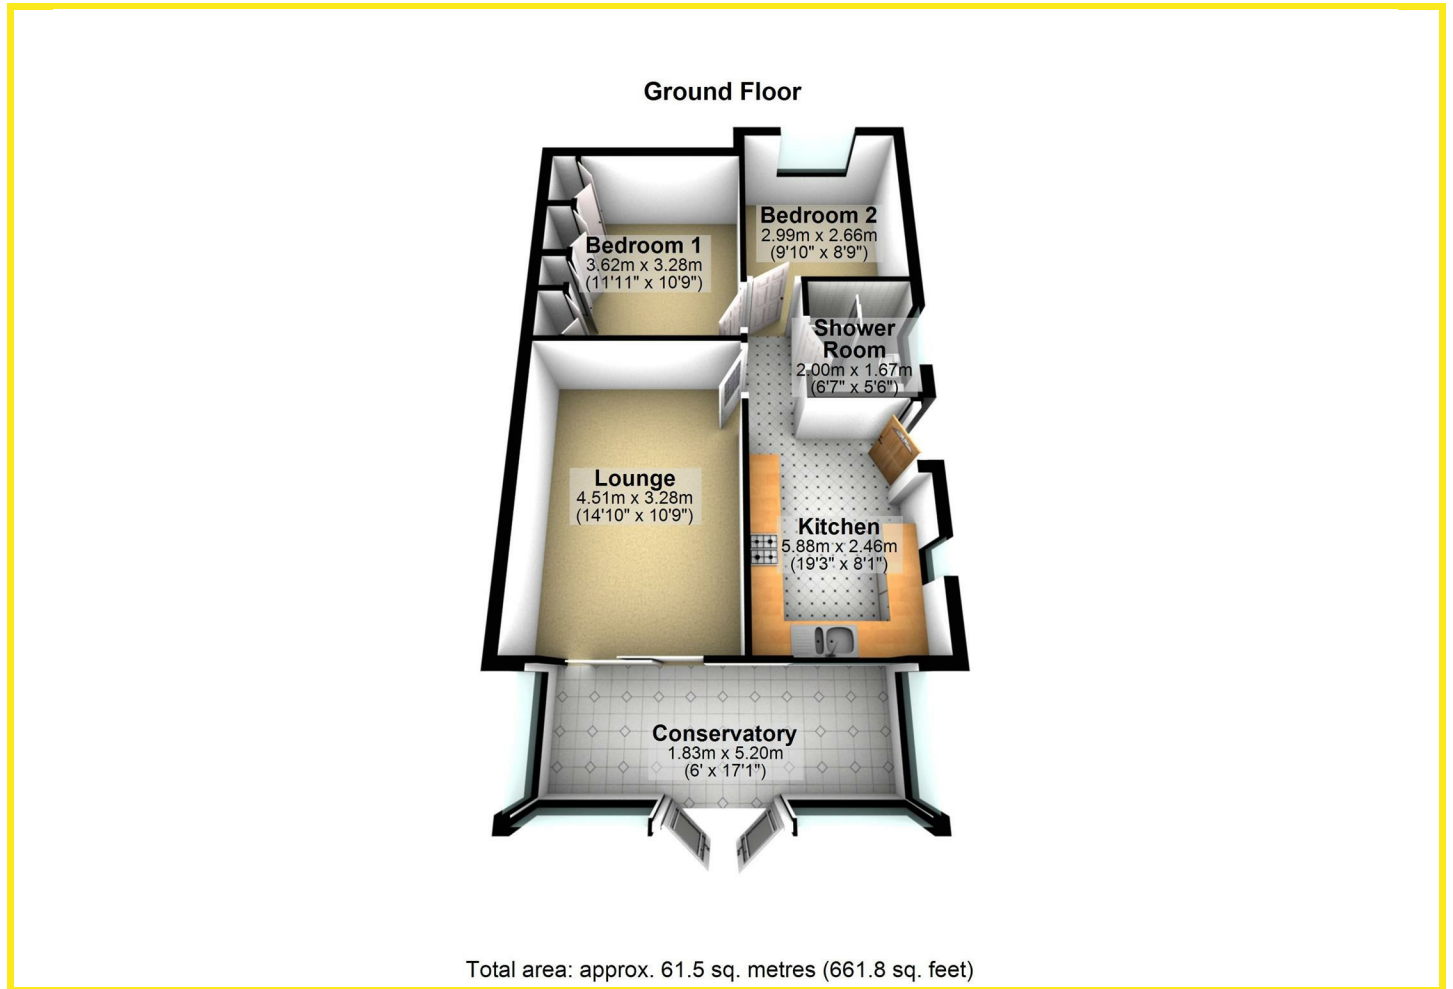 Ground Floor
Bedroom 2
2.99m x 2.66m
(9'10" x 8'9")
Bedroom 1
3.62m x 3.28m
(11'11" x 10'9")
Shower
Room
2.00m x 1.67m
(6'7" x 5'6")
Lounge
4.51m x 3.28m
(14'10" x 10'9")
Kitchen
5.88m x 2.46m
(19'3" x 8'1")
Conservatory
1.83m x 5.20m
(6' x 17'1")
Total area: approx. 61.5 sq. metres (661.8 sq. feet)